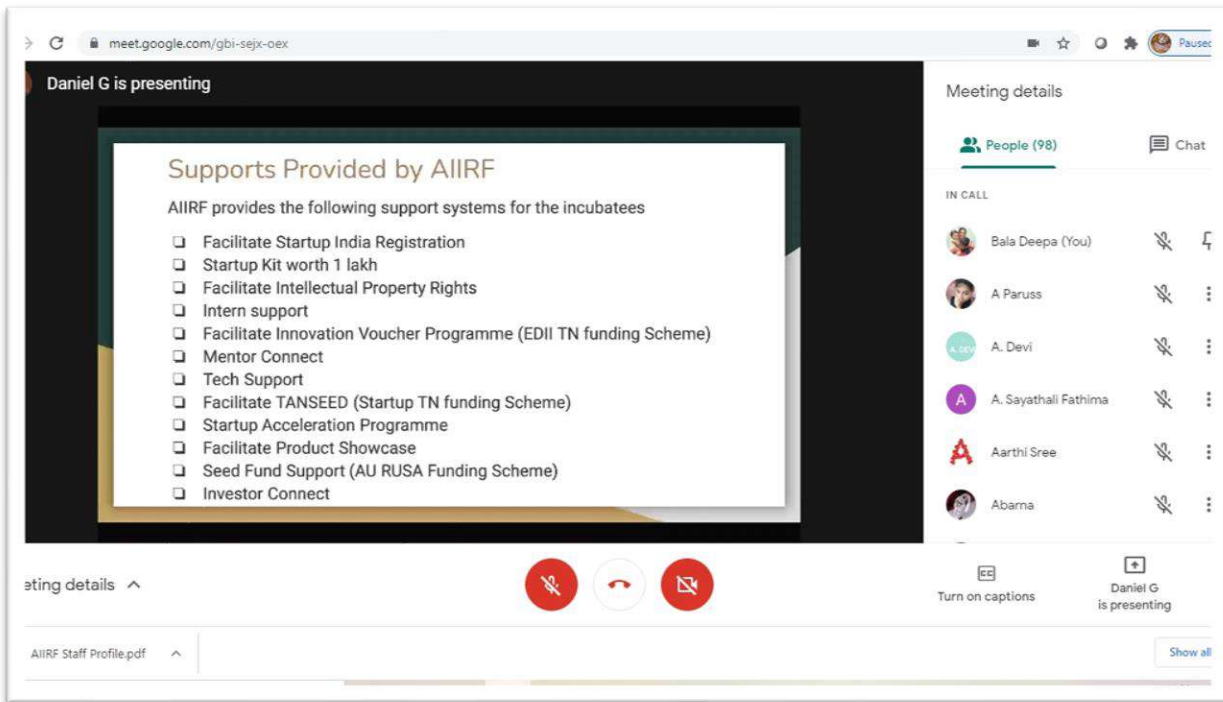 meet.google.com/gbi-sejx-oex
Paused
Daniel G is presenting
Supports Provided by AIIRF
AIIRF provides the following support systems for the incubatees
Facilitate Startup India Registration
Startup Kit worth 1 lakh
Facilitate Intellectual Property Rights
Intern support
Facilitate Innovation Voucher Programme (EDII TN funding Scheme)
Mentor Connect
Tech Support
Facilitate TANSEED (Startup TN funding Scheme)
Startup Acceleration Programme
Facilitate Product Showcase
Seed Fund Support (AU RUSA Funding Scheme)
Investor Connect
Meeting details
People (98)
Chat
IN CALL
Bala Deepa (You)
A Paruss
A. DEVI
A. Devi
A
A. Sayathali Fathima
Aarthi Sree
Abarna
eting details
CC
Turn on captions
Daniel G
is presenting
AIIRF Staff Profile.pdf
Show all